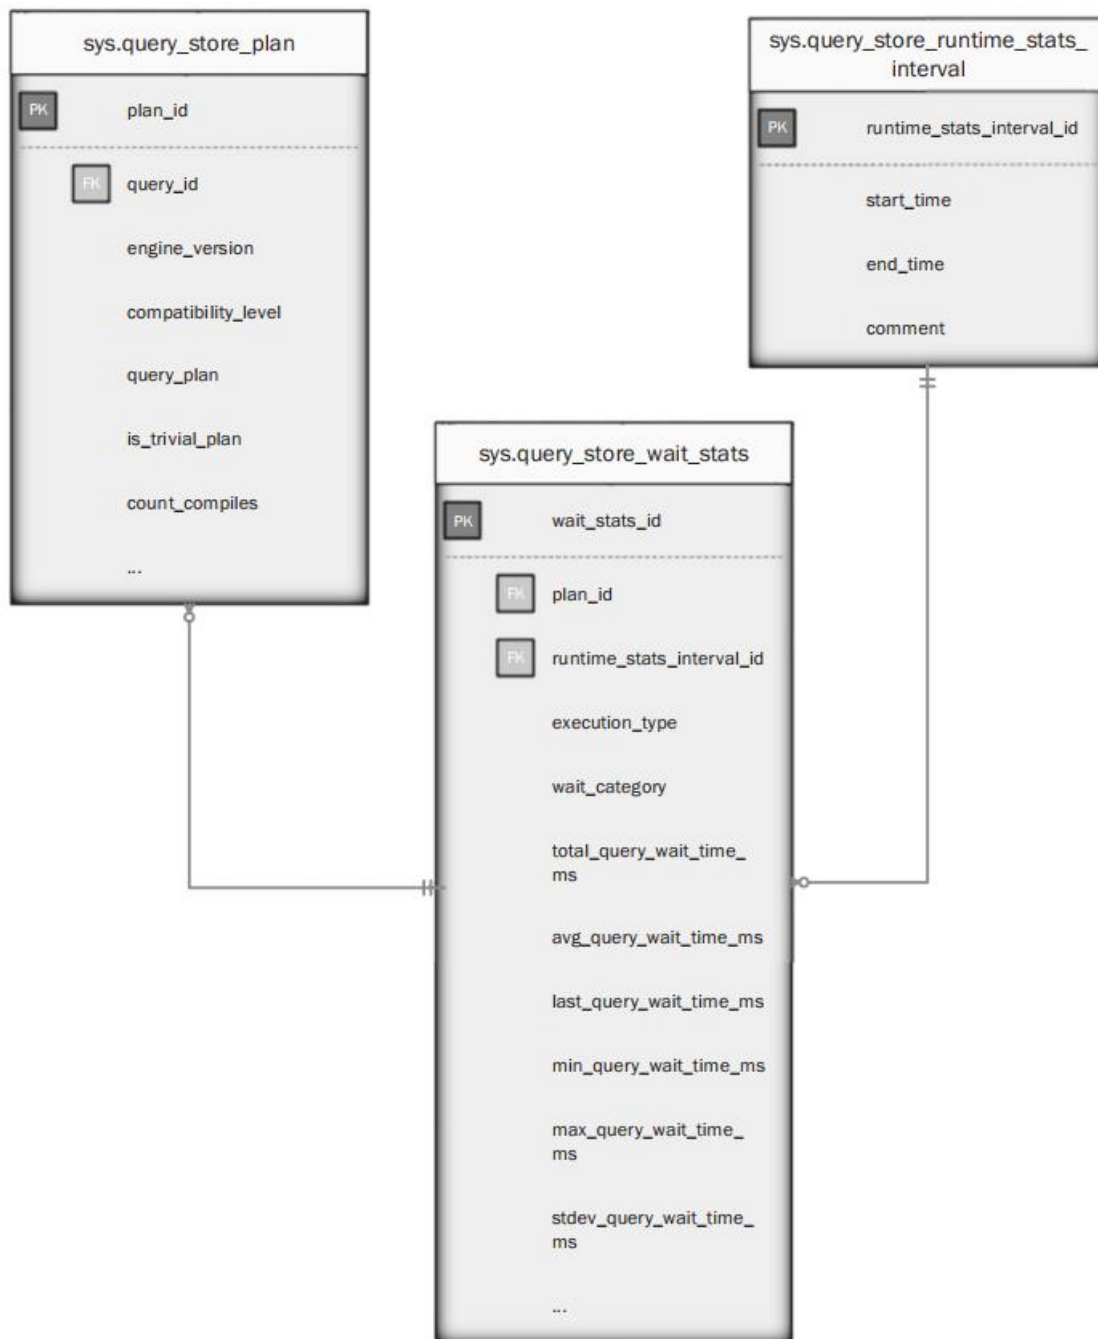 sys.query_store_plan
PK plan_id
FK query_id
engine_version
compatibility_level
query_plan
is_trivial_plan
count_compiles
...
sys.query_store_runtime_stats_
interval
PK runtime_stats_interval_id
start_time
end_time
comment
sys.query_store_wait_stats
PK wait_stats_id
FK plan_id
FK runtime_stats_interval_id
execution_type
wait_category
total_query_wait_time_
ms
avg_query_wait_time_ms
last_query_wait_time_ms
min_query_wait_time_ms
max_query_wait_time_
ms
stdev_query_wait_time_
ms
...